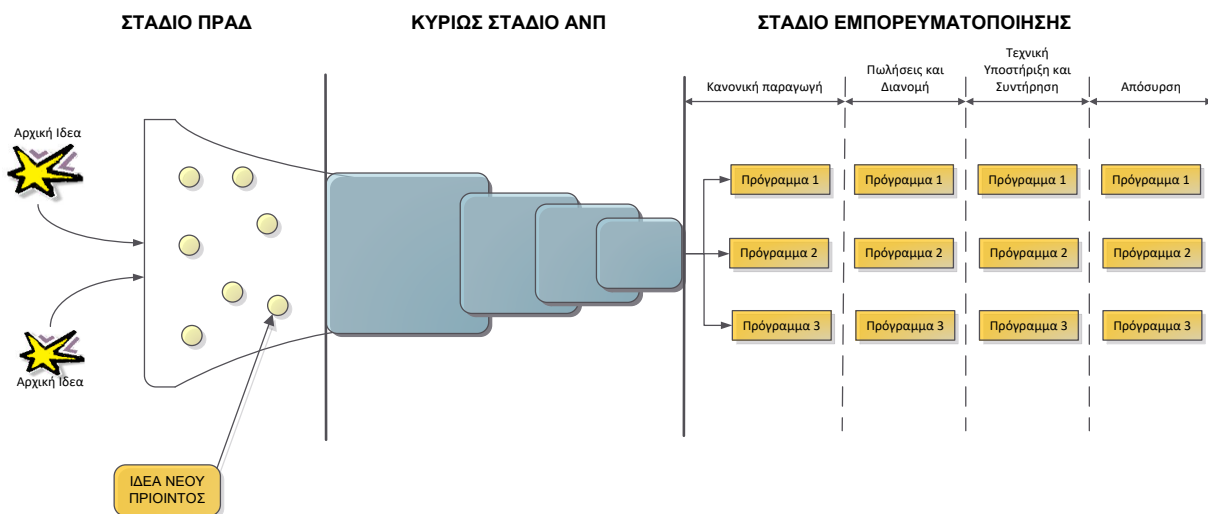 ΣΤΑΔΙΟ ΠΡΑΔ
ΚΥΡΙΩΣ ΣΤΑΔΙΟ ΑΝΠ
ΣΤΑΔΙΟ ΕΜΠΟΡΕΥΜΑΤΟΠΟΙΗΣΗΣ
Κανονική παραγωγή
Πωλήσεις και
Διανομή
Τεχνική
Υποστήριξη και
Συντήρηση
Απόσυρση
Αρχική Ιδεα
Αρχική Ιδεα
ΙΔΕΑ ΝΕΟΥ
ΠΡΙΟΙΝΤΟΣ
Πρόγραμμα 1
Πρόγραμμα 1
Πρόγραμμα 1
Πρόγραμμα 1
Πρόγραμμα 2
Πρόγραμμα 2
Πρόγραμμα 2
Πρόγραμμα 2
Πρόγραμμα 3
Πρόγραμμα 3
Πρόγραμμα 3
Πρόγραμμα 3